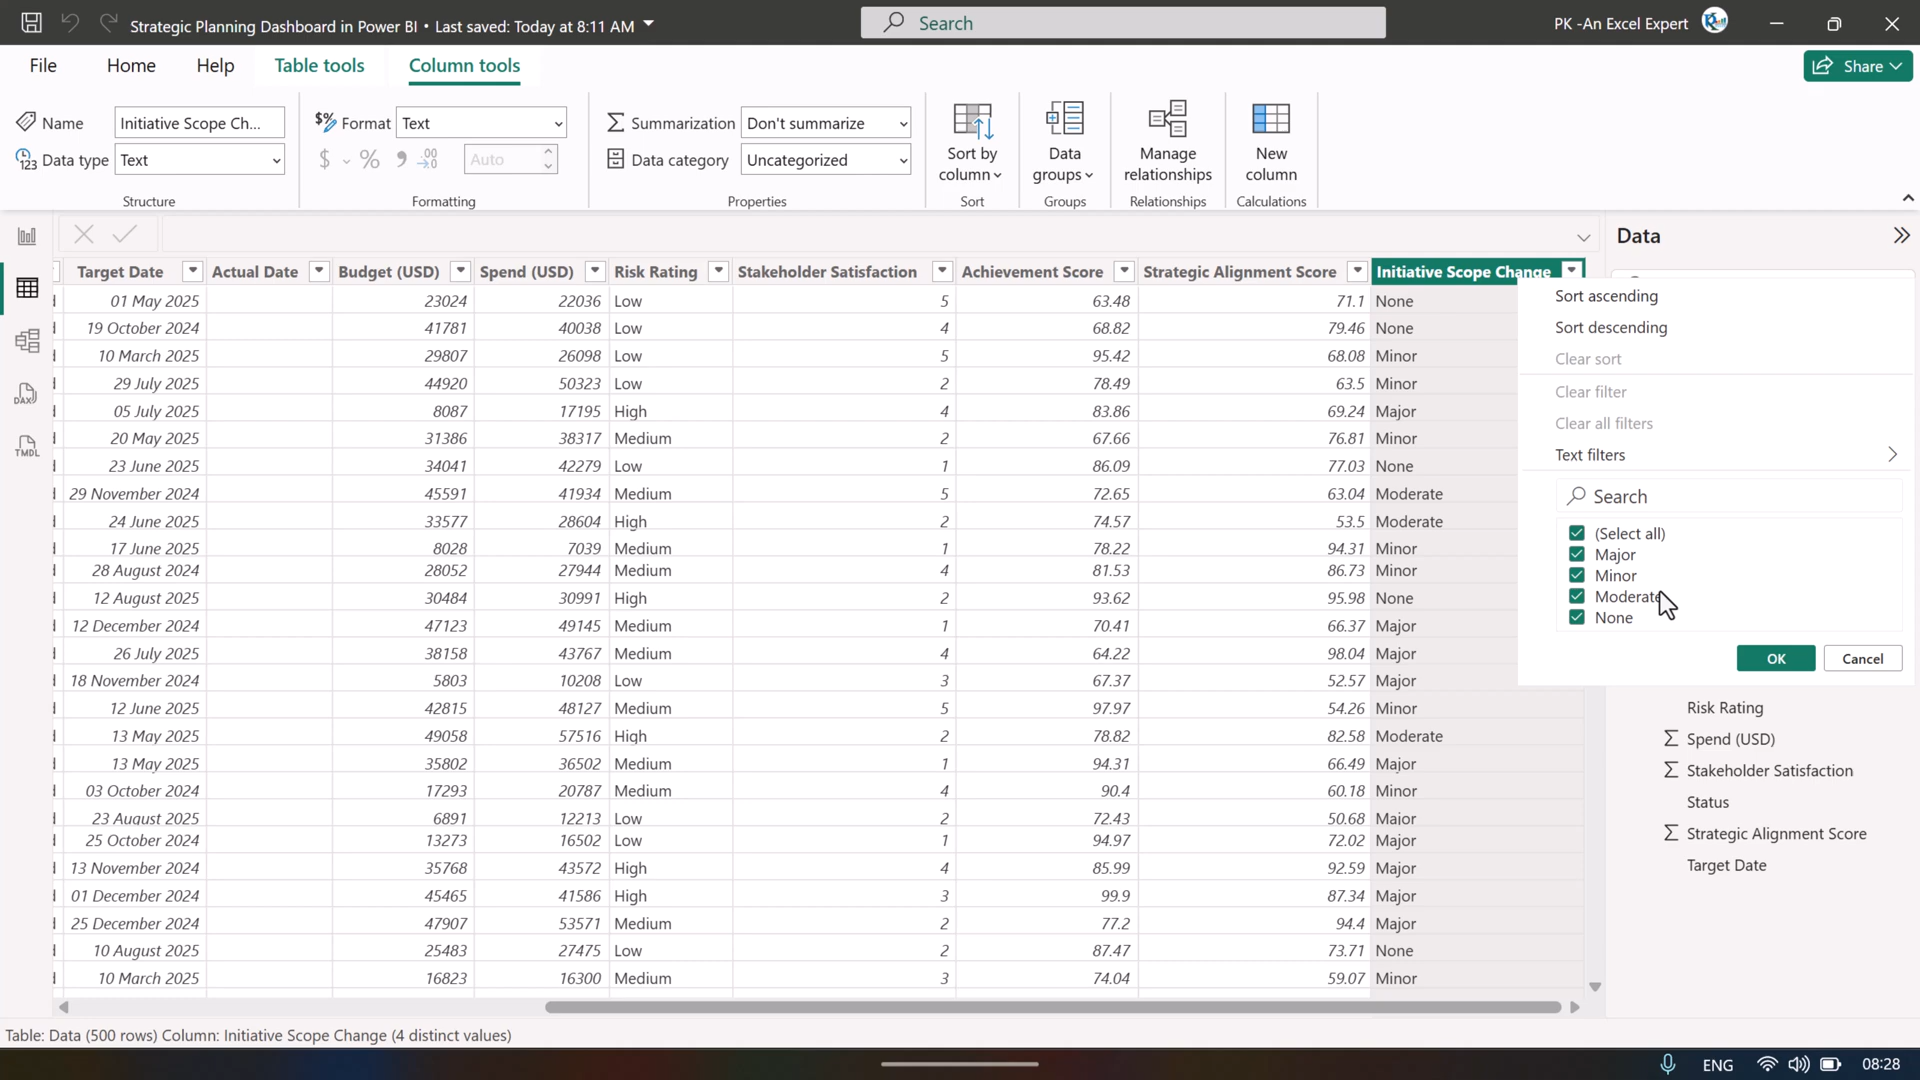 Strategic Planning Dashboard in Power BI • Last saved: Today at 8:11 AM
Search
PK -An Excel Expert
File Home Help Table tools Column tools
Share
Name Initiative Scope Ch...
Data type Text
Structure
Format Text
$ % 9 .00 Auto
Formatting
Summarization Don't summarize
Data category Uncategorized
Properties
Sort by
column
Sort
Data
groups
Groups
Manage
relationships
Relationships
New
column
Calculations
Data
Target Date Actual Date Budget (USD) Spend (USD) Risk Rating Stakeholder Satisfaction Achievement Score Strategic Alignment Score Initiative Scope Change
01 May 2025 23024 22036 Low 5 63.48 71.1 None
19 October 2024 41781 40038 Low 4 68.82 79.46 None
10 March 2025 29807 26098 Low 5 95.42 68.08 Minor
29 July 2025 44920 50323 Low 2 78.49 63.5 Minor
05 July 2025 8087 17195 High 4 83.86 69.24 Major
20 May 2025 31386 38317 Medium 2 67.66 76.81 Minor
23 June 2025 34041 42279 Low 1 86.09 77.03 None
29 November 2024 45591 41934 Medium 5 72.65 63.04 Moderate
24 June 2025 33577 28604 High 2 74.57 53.5 Moderate
17 June 2025 8028 7039 Medium 1 78.22 94.31 Minor
28 August 2024 28052 27944 Medium 4 81.53 86.73 Minor
12 August 2025 30484 30991 High 2 93.62 95.98 None
12 December 2024 47123 49145 Medium 1 70.41 66.37 Major
26 July 2025 38158 43767 Medium 4 64.22 98.04 Major
18 November 2024 5803 10208 Low 3 67.37 52.57 Major
12 June 2025 42815 48127 Medium 5 97.97 54.26 Minor
13 May 2025 49058 57516 High 2 78.82 82.58 Moderate
13 May 2025 35802 36502 Medium 1 94.31 66.49 Major
03 October 2024 17293 20787 Medium 4 90.4 60.18 Minor
23 August 2025 6891 12213 Low 2 72.43 50.68 Major
25 October 2024 13273 16502 Low 1 94.97 72.02 Major
13 November 2024 35768 43572 High 4 85.99 92.59 Major
01 December 2024 45465 41586 High 3 99.9 87.34 Major
25 December 2024 47907 53571 Medium 2 77.2 94.4 Major
10 August 2025 25483 27475 Low 2 87.47 73.71 None
10 March 2025 16823 16300 Medium 3 74.04 59.07 Minor
Sort ascending
Sort descending
Clear sort
Clear filter
Clear all filters
Text filters
Search
(Select all)
Major
Minor
Moderate
None
OK Cancel
Risk Rating
Spend (USD)
Stakeholder Satisfaction
Status
Strategic Alignment Score
Target Date
DAX
TMDL
Table: Data (500 rows) Column: Initiative Scope Change (4 distinct values)
ENG 08:28